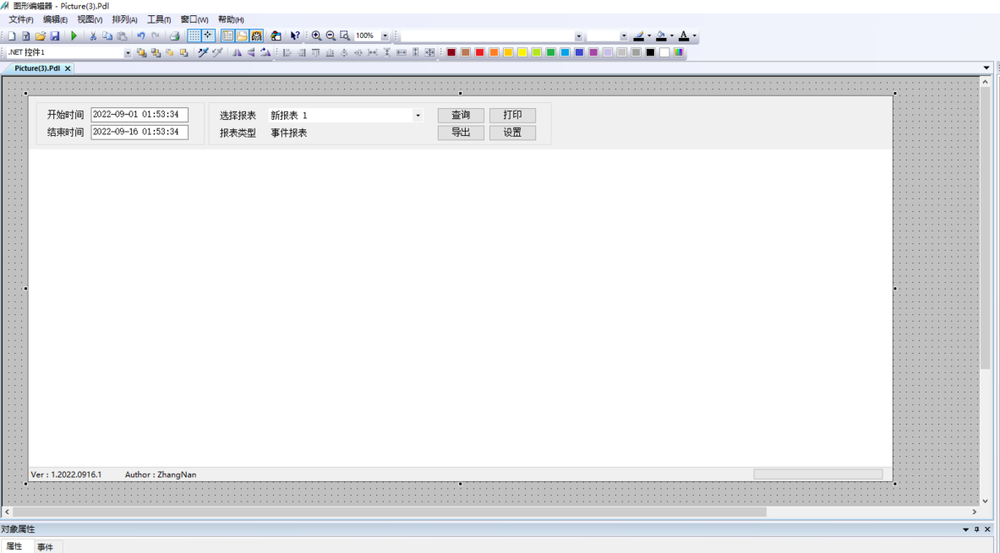 图形编辑器 - Picture(3).Pdl
文件(F) 编辑(E) 视图(V) 排列(A) 工具(T) 窗口(W) 帮助(H)
100%
.NET 控件1
Picture(3).Pdl
开始时间 2022-09-01 01:53:34 选择报表 新报表 1 查询 打印
结束时间 2022-09-16 01:53:34 报表类型 事件报表 导出 设置
Ver : 1.2022.0916.1 Author : ZhangNan
对象属性
属性 事件